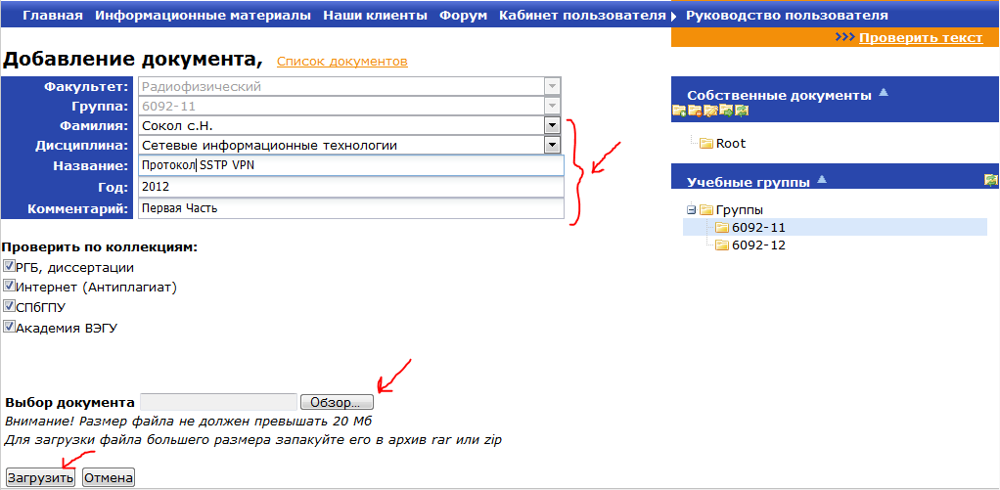 Главная Информационные материалы Наши клиенты Форум Кабинет пользователя Руководство пользователя
>>> Проверить текст
Добавление документа, Список документов
Факультет: Радиофизический
Группа: 6092-11
Фамилия: Сокол с.Н.
Дисциплина: Сетевые информационные технологии
Название: Протокол SSTP VPN
Год: 2012
Комментарий: Первая Часть
Проверить по коллекциям:
РГБ, диссертации
Интернет (Антиплагиат)
СПбГПУ
Академия ВЭГУ
Выбор документа Обзор...
Внимание! Размер файла не должен превышать 20 Мб
Для загрузки файла большего размера запакуйте его в архив rar или zip
Загрузить Отмена
Собственные документы
Root
Учебные группы
Группы
6092-11
6092-12